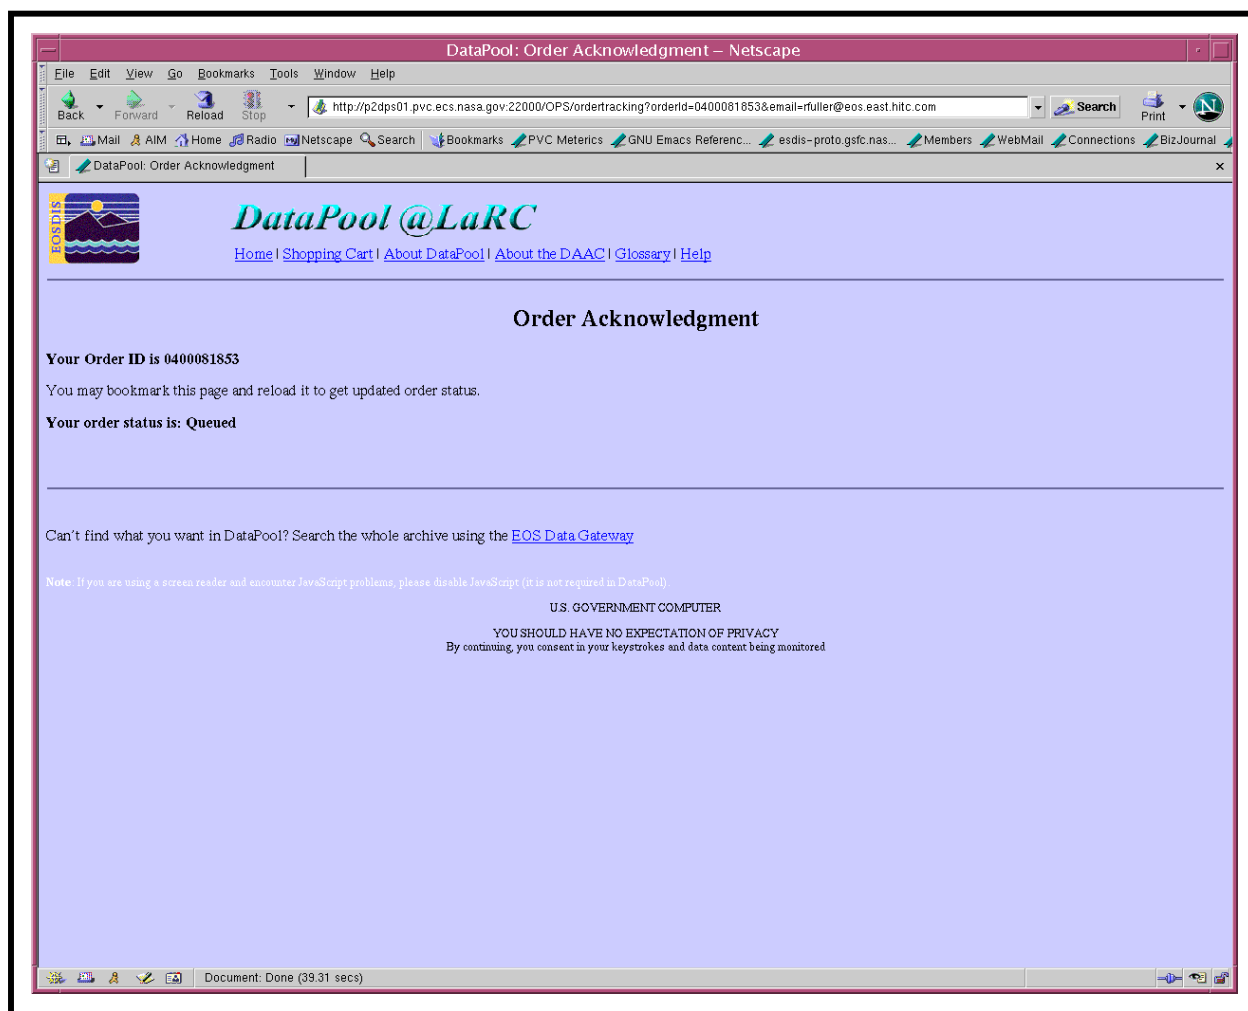 DataPool: Order Acknowledgment – Netscape
File Edit View Go Bookmarks Tools Window Help
Back Forward Reload Stop http://p2dps01.pvc.ecs.nasa.gov:22000/OPS/ordertracking?orderId=0400081853&email=rfuller@eos.east.hitc.com Search Print N
Mail AIM Home Radio Netscape Search Bookmarks PVC Meterics GNU Emacs Referenc... esdis-proto.gsfc.nas... Members WebMail Connections BizJournal
DataPool: Order Acknowledgment
EOSDIS
DataPool @LaRC
Home | Shopping Cart | About DataPool | About the DAAC | Glossary | Help
Order Acknowledgment
Your Order ID is 0400081853
You may bookmark this page and reload it to get updated order status.
Your order status is: Queued
Can't find what you want in DataPool? Search the whole archive using the EOS Data Gateway
Note: If you are using a screen reader and encounter JavaScript problems, please disable JavaScript (it is not required in DataPool).
U.S. GOVERNMENT COMPUTER
YOU SHOULD HAVE NO EXPECTATION OF PRIVACY
By continuing, you consent in your keystrokes and data content being monitored
Document: Done (39.31 secs)